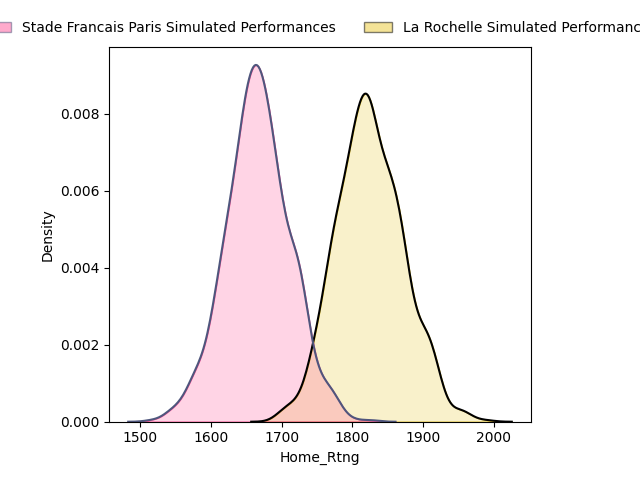 Stade Francais Paris Simulated Performances
La Rochelle Simulated Performanc
0.008
0.006
0.004
0.002
0.000
Density
1500 1600 1700 1800 1900 2000
Home_Rtng